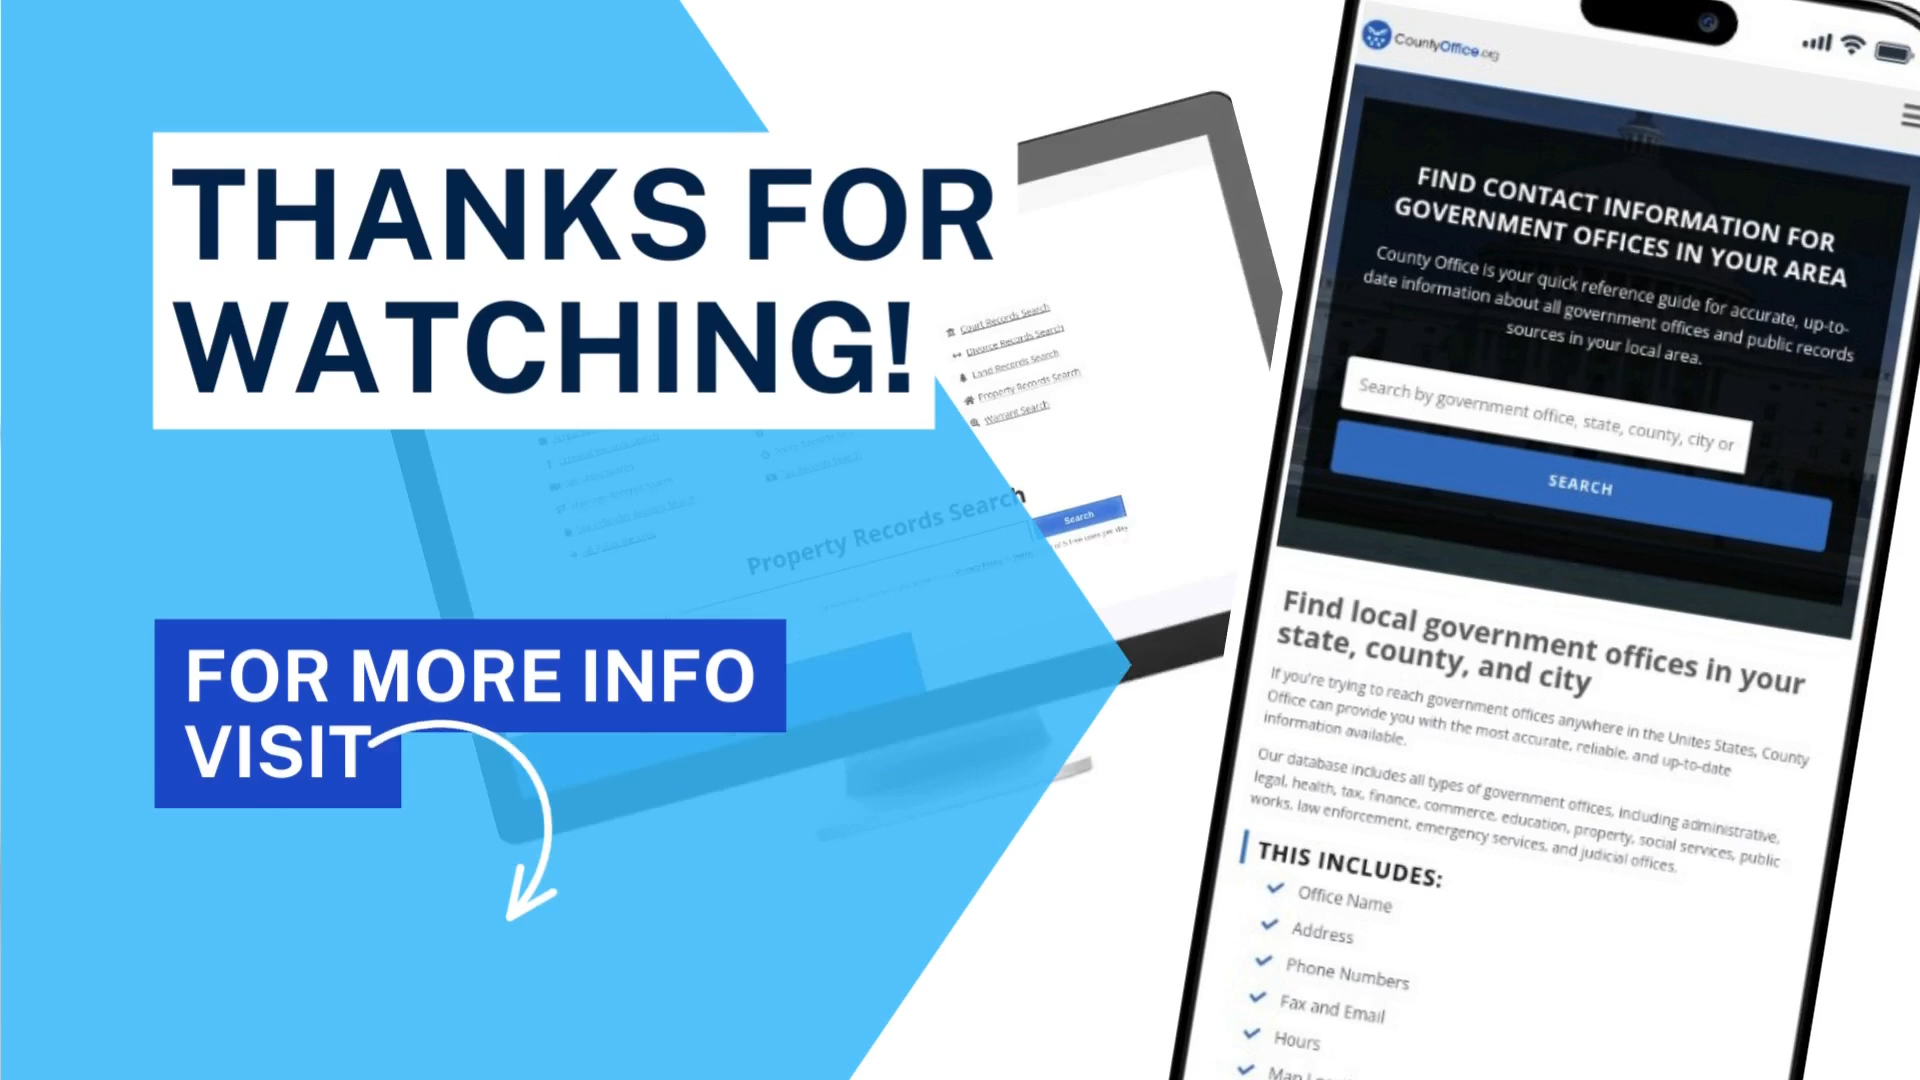 THANKS FOR
WATCHING!
FOR MORE INFO
VISIT
Court Records Search
Divorce Records Search
Land Records Search
Property Records Search
Warrant Search
Property Records Search
Search
CountyOffice.org
FIND CONTACT INFORMATION FOR
GOVERNMENT OFFICES IN YOUR AREA
County Office is your quick reference guide for accurate, up-to-
date information about all government offices and public records
sources in your local area.
Search by government office, state, county, city or
SEARCH
Find local government offices in your
state, county, and city
If you're trying to reach government offices anywhere in the Unites States, County
Office can provide you with the most accurate, reliable, and up-to-date
information available.
Our database includes all types of government offices, including administrative,
legal, health, tax, finance, commerce, education, property, social services, public
works, law enforcement, emergency services, and judicial offices.
THIS INCLUDES:
Office Name
Address
Phone Numbers
Fax and Email
Hours